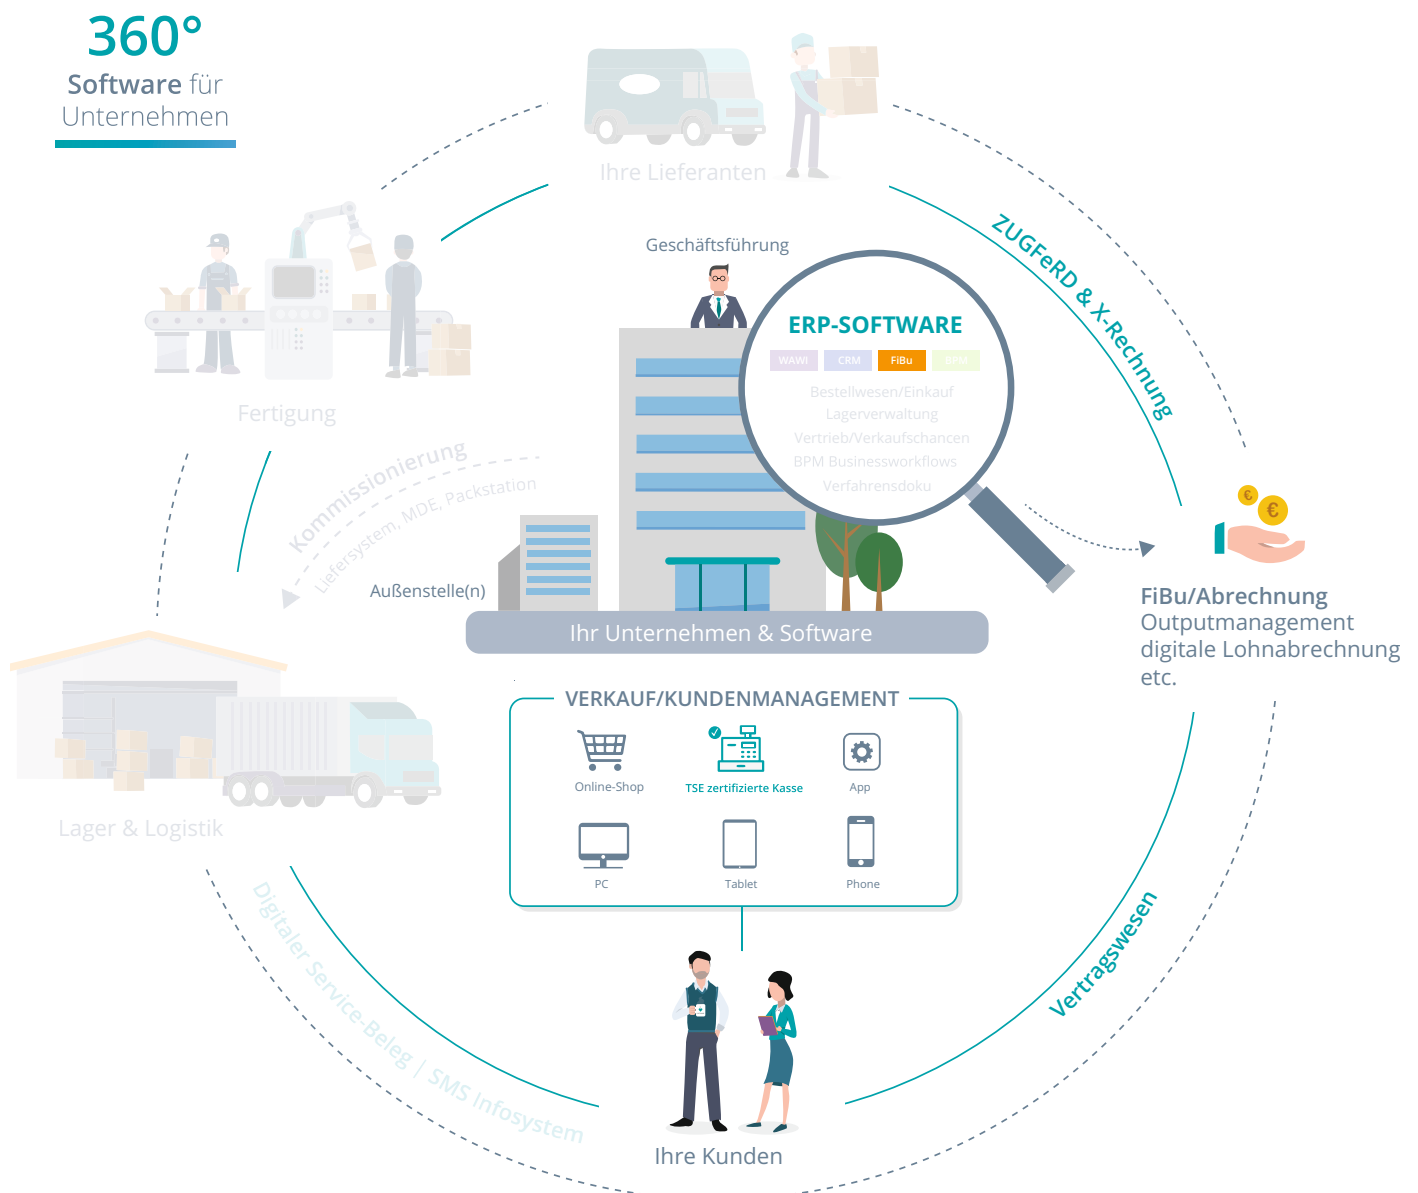 360°
Software für
Unternehmen
Ihre Lieferanten
ZUGFeRD & X-Rechnung
Geschäftsführung
ERP-SOFTWARE
WAWI
CRM
FiBu
BPM
Bestellwesen/Einkauf
Lagerverwaltung
Vertrieb/Verkaufschancen
BPM Businessworkflows
Verfahrensdoku
Fertigung
Kommissionierung
Liefersystem, MDE, Packstation
€
€
Außenstelle(n)
FiBu/Abrechnung
Outputmanagement
digitale Lohnabrechnung
etc.
Ihr Unternehmen & Software
VERKAUF/KUNDENMANAGEMENT
Online-Shop
TSE zertifizierte Kasse
App
PC
Tablet
Phone
Lager & Logistik
Digitaler Service-Beleg | SMS Infosystem
Vertragswesen
Ihre Kunden